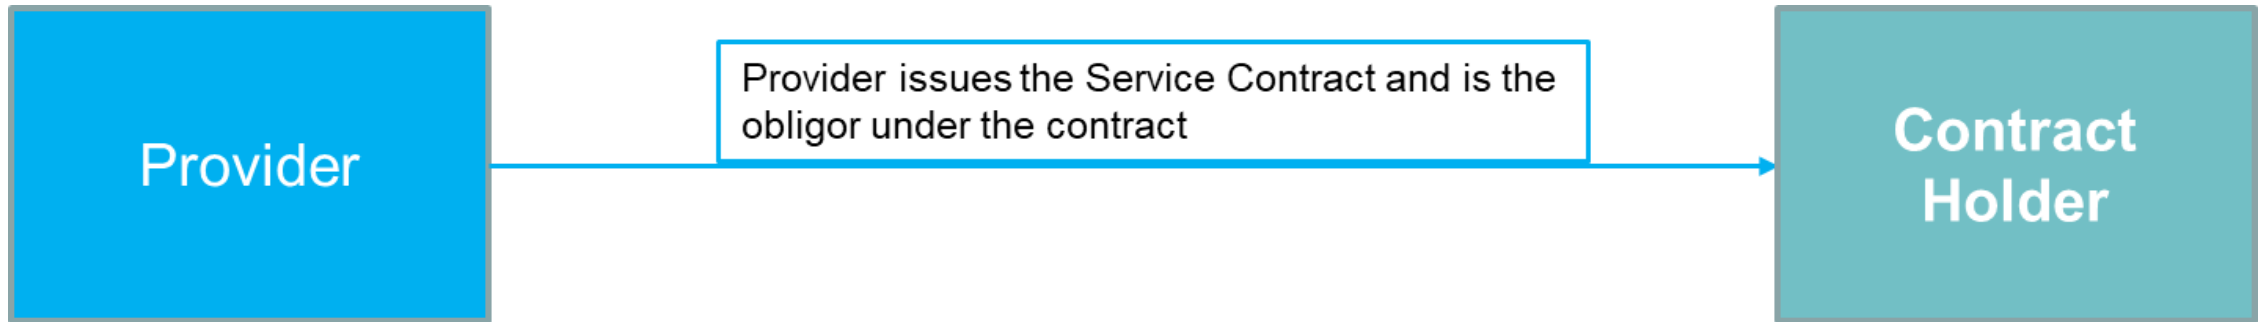 Provider
Provider issues the Service Contract and is the
obligor under the contract
Contract
Holder